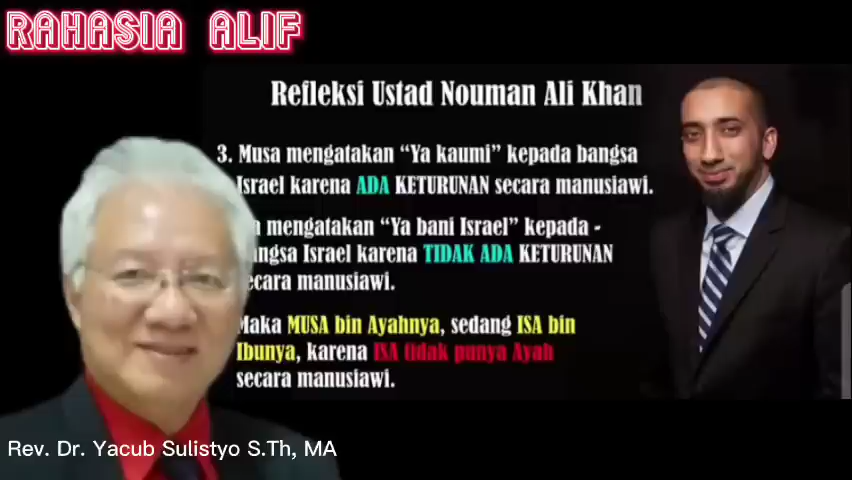 RAHASIA ALIF
Refleksi Ustad Nouman Ali Khan
3. Musa mengatakan “Ya kaumi” kepada bangsa
Israel karena ADA KETURUNAN secara manusiawi.
mengatakan “Ya bani Israel” kepada -
bangsa Israel karena TIDAK ADA KETURUNAN
secara manusiawi.
Maka MUSA bin Ayahnya, sedang ISA bin
Ibunya, karena ISA tidak punya Ayah
secara manusiawi.
Rev. Dr. Yacub Sulistyo S.Th, MA